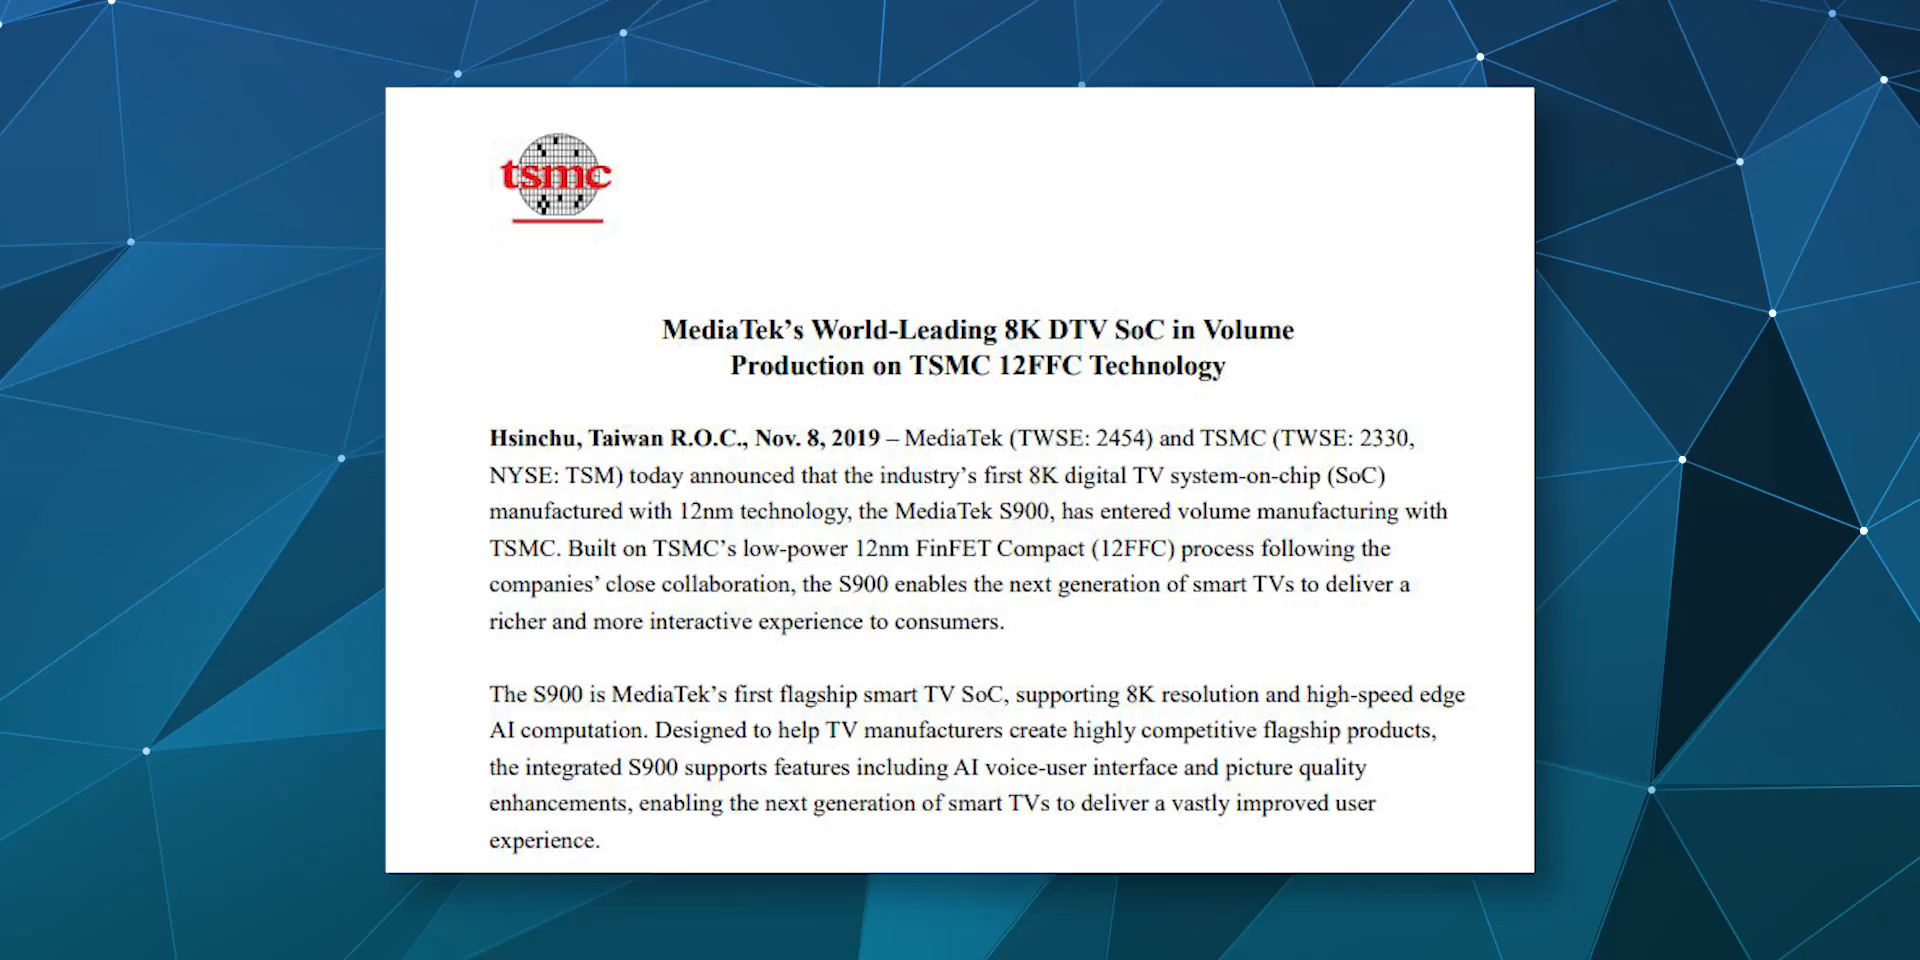 tsmc
MediaTek’s World-Leading 8K DTV SoC in Volume
Production on TSMC 12FFC Technology
Hsinchu, Taiwan R.O.C., Nov. 8, 2019 – MediaTek (TWSE: 2454) and TSMC (TWSE: 2330,
NYSE: TSM) today announced that the industry’s first 8K digital TV system-on-chip (SoC)
manufactured with 12nm technology, the MediaTek S900, has entered volume manufacturing with
TSMC. Built on TSMC’s low-power 12nm FinFET Compact (12FFC) process following the
companies’ close collaboration, the S900 enables the next generation of smart TVs to deliver a
richer and more interactive experience to consumers.
The S900 is MediaTek’s first flagship smart TV SoC, supporting 8K resolution and high-speed edge
AI computation. Designed to help TV manufacturers create highly competitive flagship products,
the integrated S900 supports features including AI voice-user interface and picture quality
enhancements, enabling the next generation of smart TVs to deliver a vastly improved user
experience.